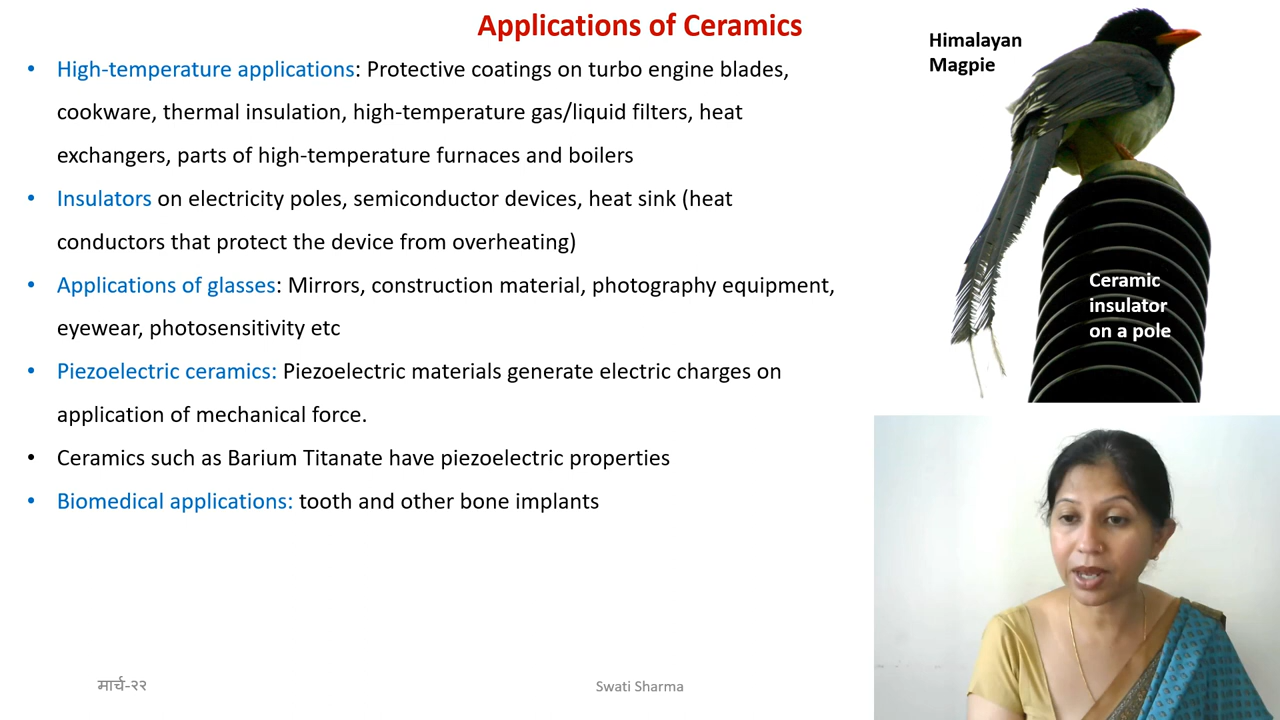 Applications of Ceramics
• High-temperature applications: Protective coatings on turbo engine blades,
cookware, thermal insulation, high-temperature gas/liquid filters, heat
exchangers, parts of high-temperature furnaces and boilers
• Insulators on electricity poles, semiconductor devices, heat sink (heat
conductors that protect the device from overheating)
• Applications of glasses: Mirrors, construction material, photography equipment,
eyewear, photosensitivity etc
• Piezoelectric ceramics: Piezoelectric materials generate electric charges on
application of mechanical force.
• Ceramics such as Barium Titanate have piezoelectric properties
• Biomedical applications: tooth and other bone implants
Himalayan
Magpie
Ceramic
insulator
on a pole
मार्च-२२
Swati Sharma